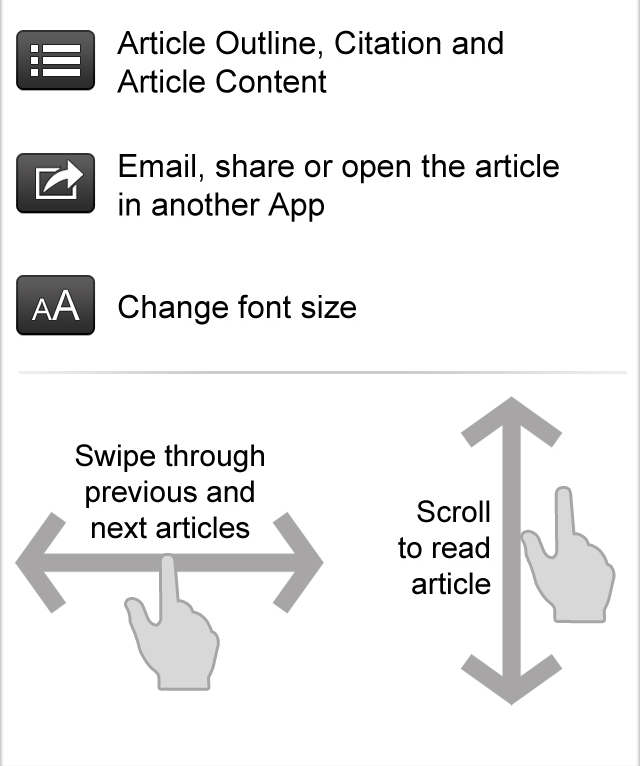 Article Outline, Citation and
Article Content
Email, share or open the article
in another App
AA
Change font size
Swipe through
previous and
next articles
Scroll
to read
article